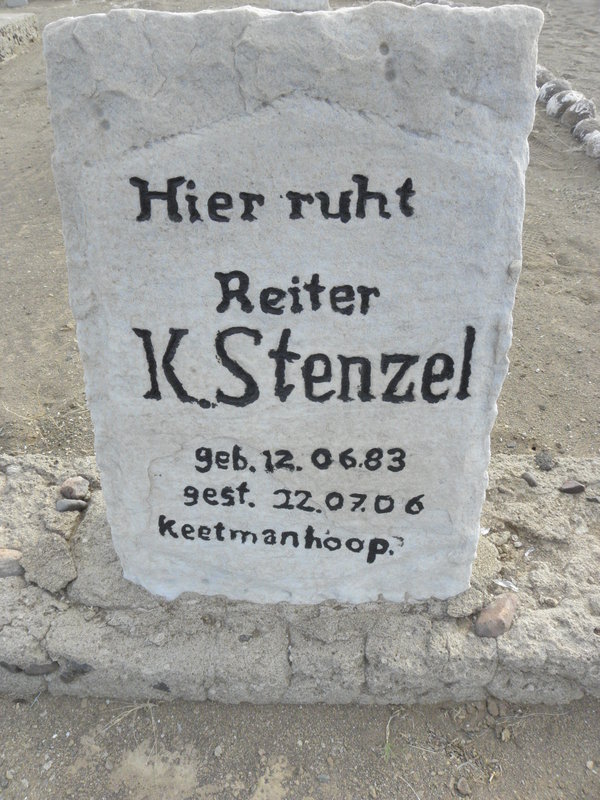 Hier ruht
Reiter
K. Stenzel
geb. 12. 06.83
gest. 22.07.06
Keetmanhoop.